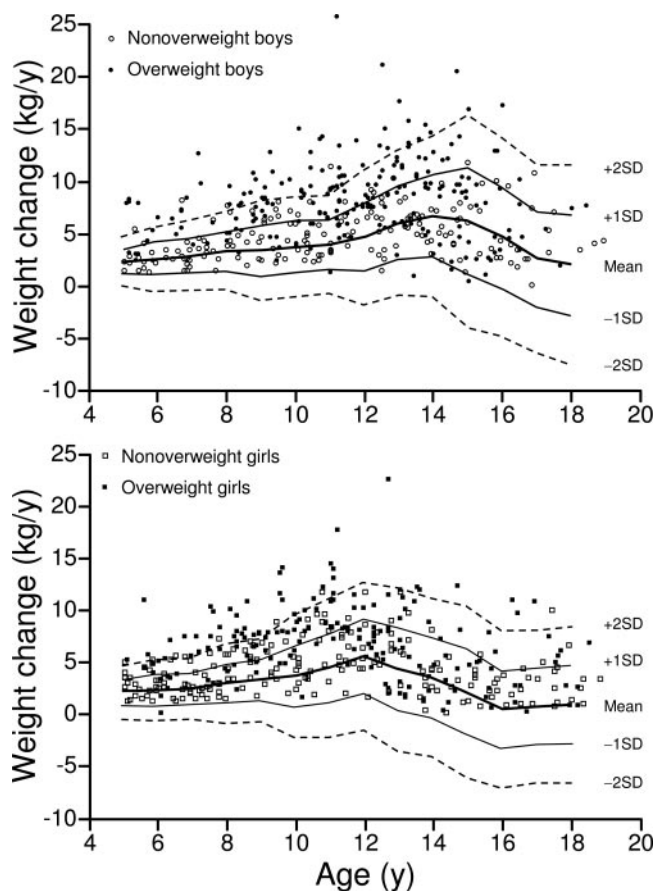 25
20
15
10
5
0
-5
-10
Weight change (kg/y)
Nonoverweight boys
Overweight boys
+2SD
+1SD
Mean
−1SD
−2SD
4 6 8 10 12 14 16 18 20
25
20
15
10
5
0
-5
-10
Weight change (kg/y)
Nonoverweight girls
Overweight girls
+2SD
+1SD
Mean
−1SD
−2SD
4 6 8 10 12 14 16 18 20
Age (y)